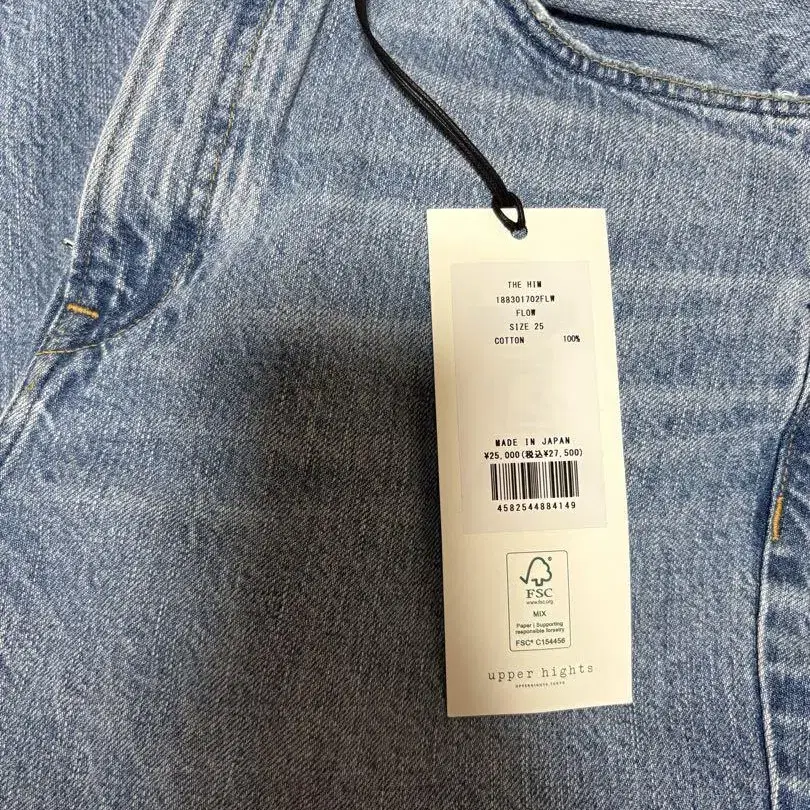 THE HIM
188301702FLW
FLOW
SIZE 25
COTTON 100%
MADE IN JAPAN
¥25,000(税込¥27,500)
4582544884149
FSC
www.fsc.org
MIX
Paper | Supporting
responsible forestry
FSC® C154456
upper hights